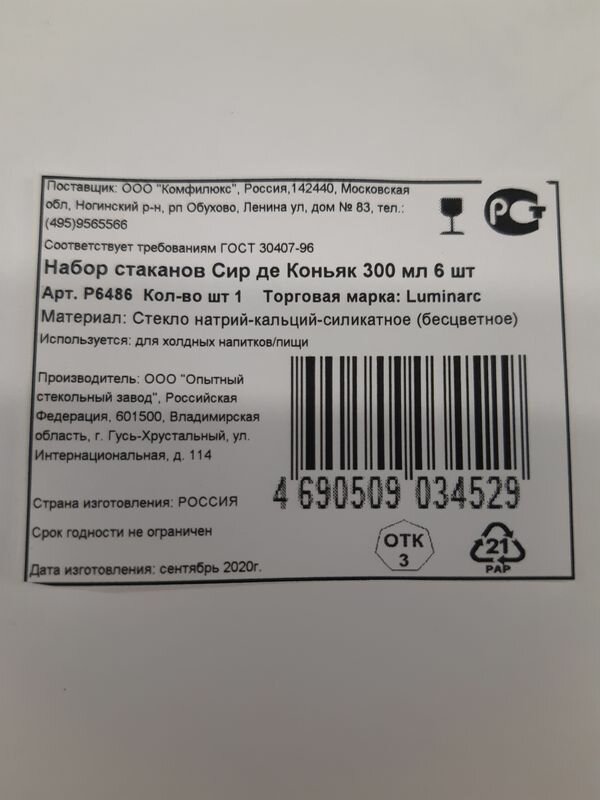 Поставщик: ООО "Комфилюкс", Россия,142440, Московская
обл, Ногинский р-н, рп Обухово, Ленина ул, дом № 83, тел.:
(495)9565566
Соответствует требованиям ГОСТ 30407-96
Набор стаканов Сир де Коньяк 300 мл 6 шт
Арт. P6486 Кол-во шт 1 Торговая марка: Luminarc
Материал: Стекло натрий-кальций-силикатное (бесцветное)
Используется: для холдных напитков/пищи
Производитель: ООО "Опытный
стекольный завод", Российская
Федерация, 601500, Владимирская
область, г. Гусь-Хрустальный, ул.
Интернациональная, д. 114
Страна изготовления: РОССИЯ
Срок годности не ограничен
Дата изготовления: сентябрь 2020г.
РСТ
4 690509 034529
ОТК
3
21
PAP